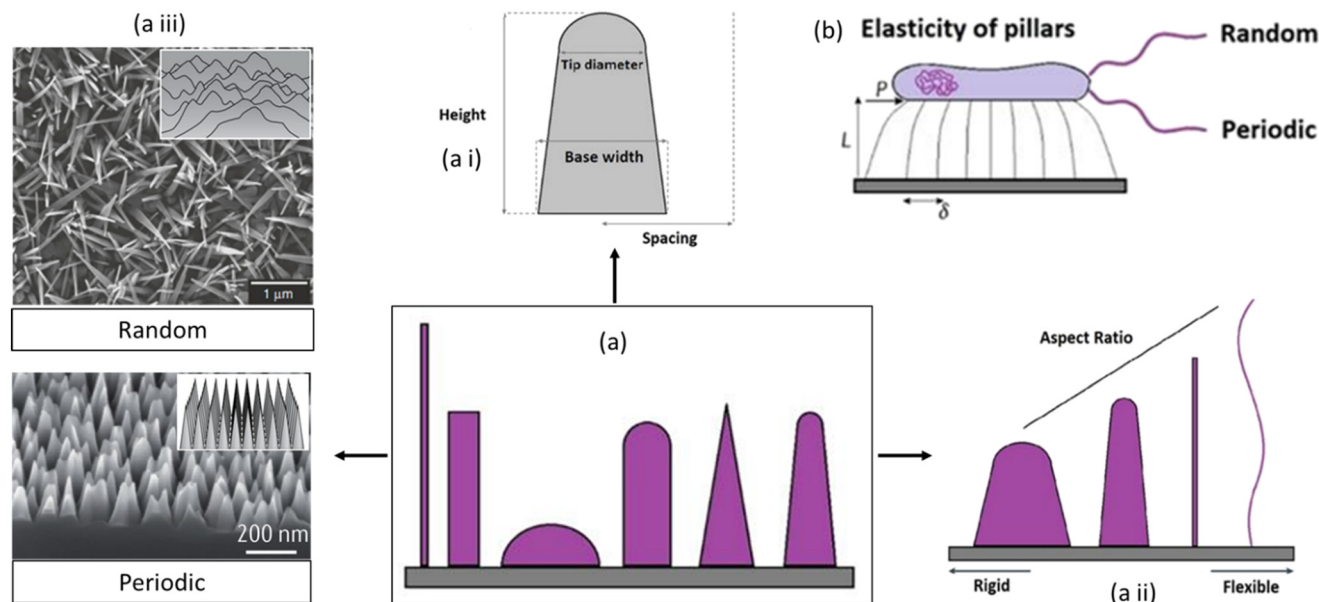 (a iii)
1 μm
Random
200 nm
Periodic
Tip diameter
Height
(a i)
Base width
Spacing
(b) Elasticity of pillars
Random
P
Periodic
L
δ
(a)
Aspect Ratio
Rigid
Flexible
(a ii)